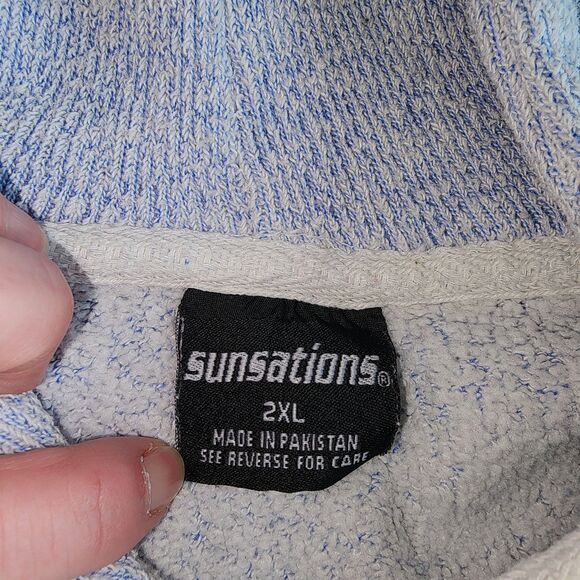 sunsations®
2XL
MADE IN PAKISTAN
SEE REVERSE FOR CARE